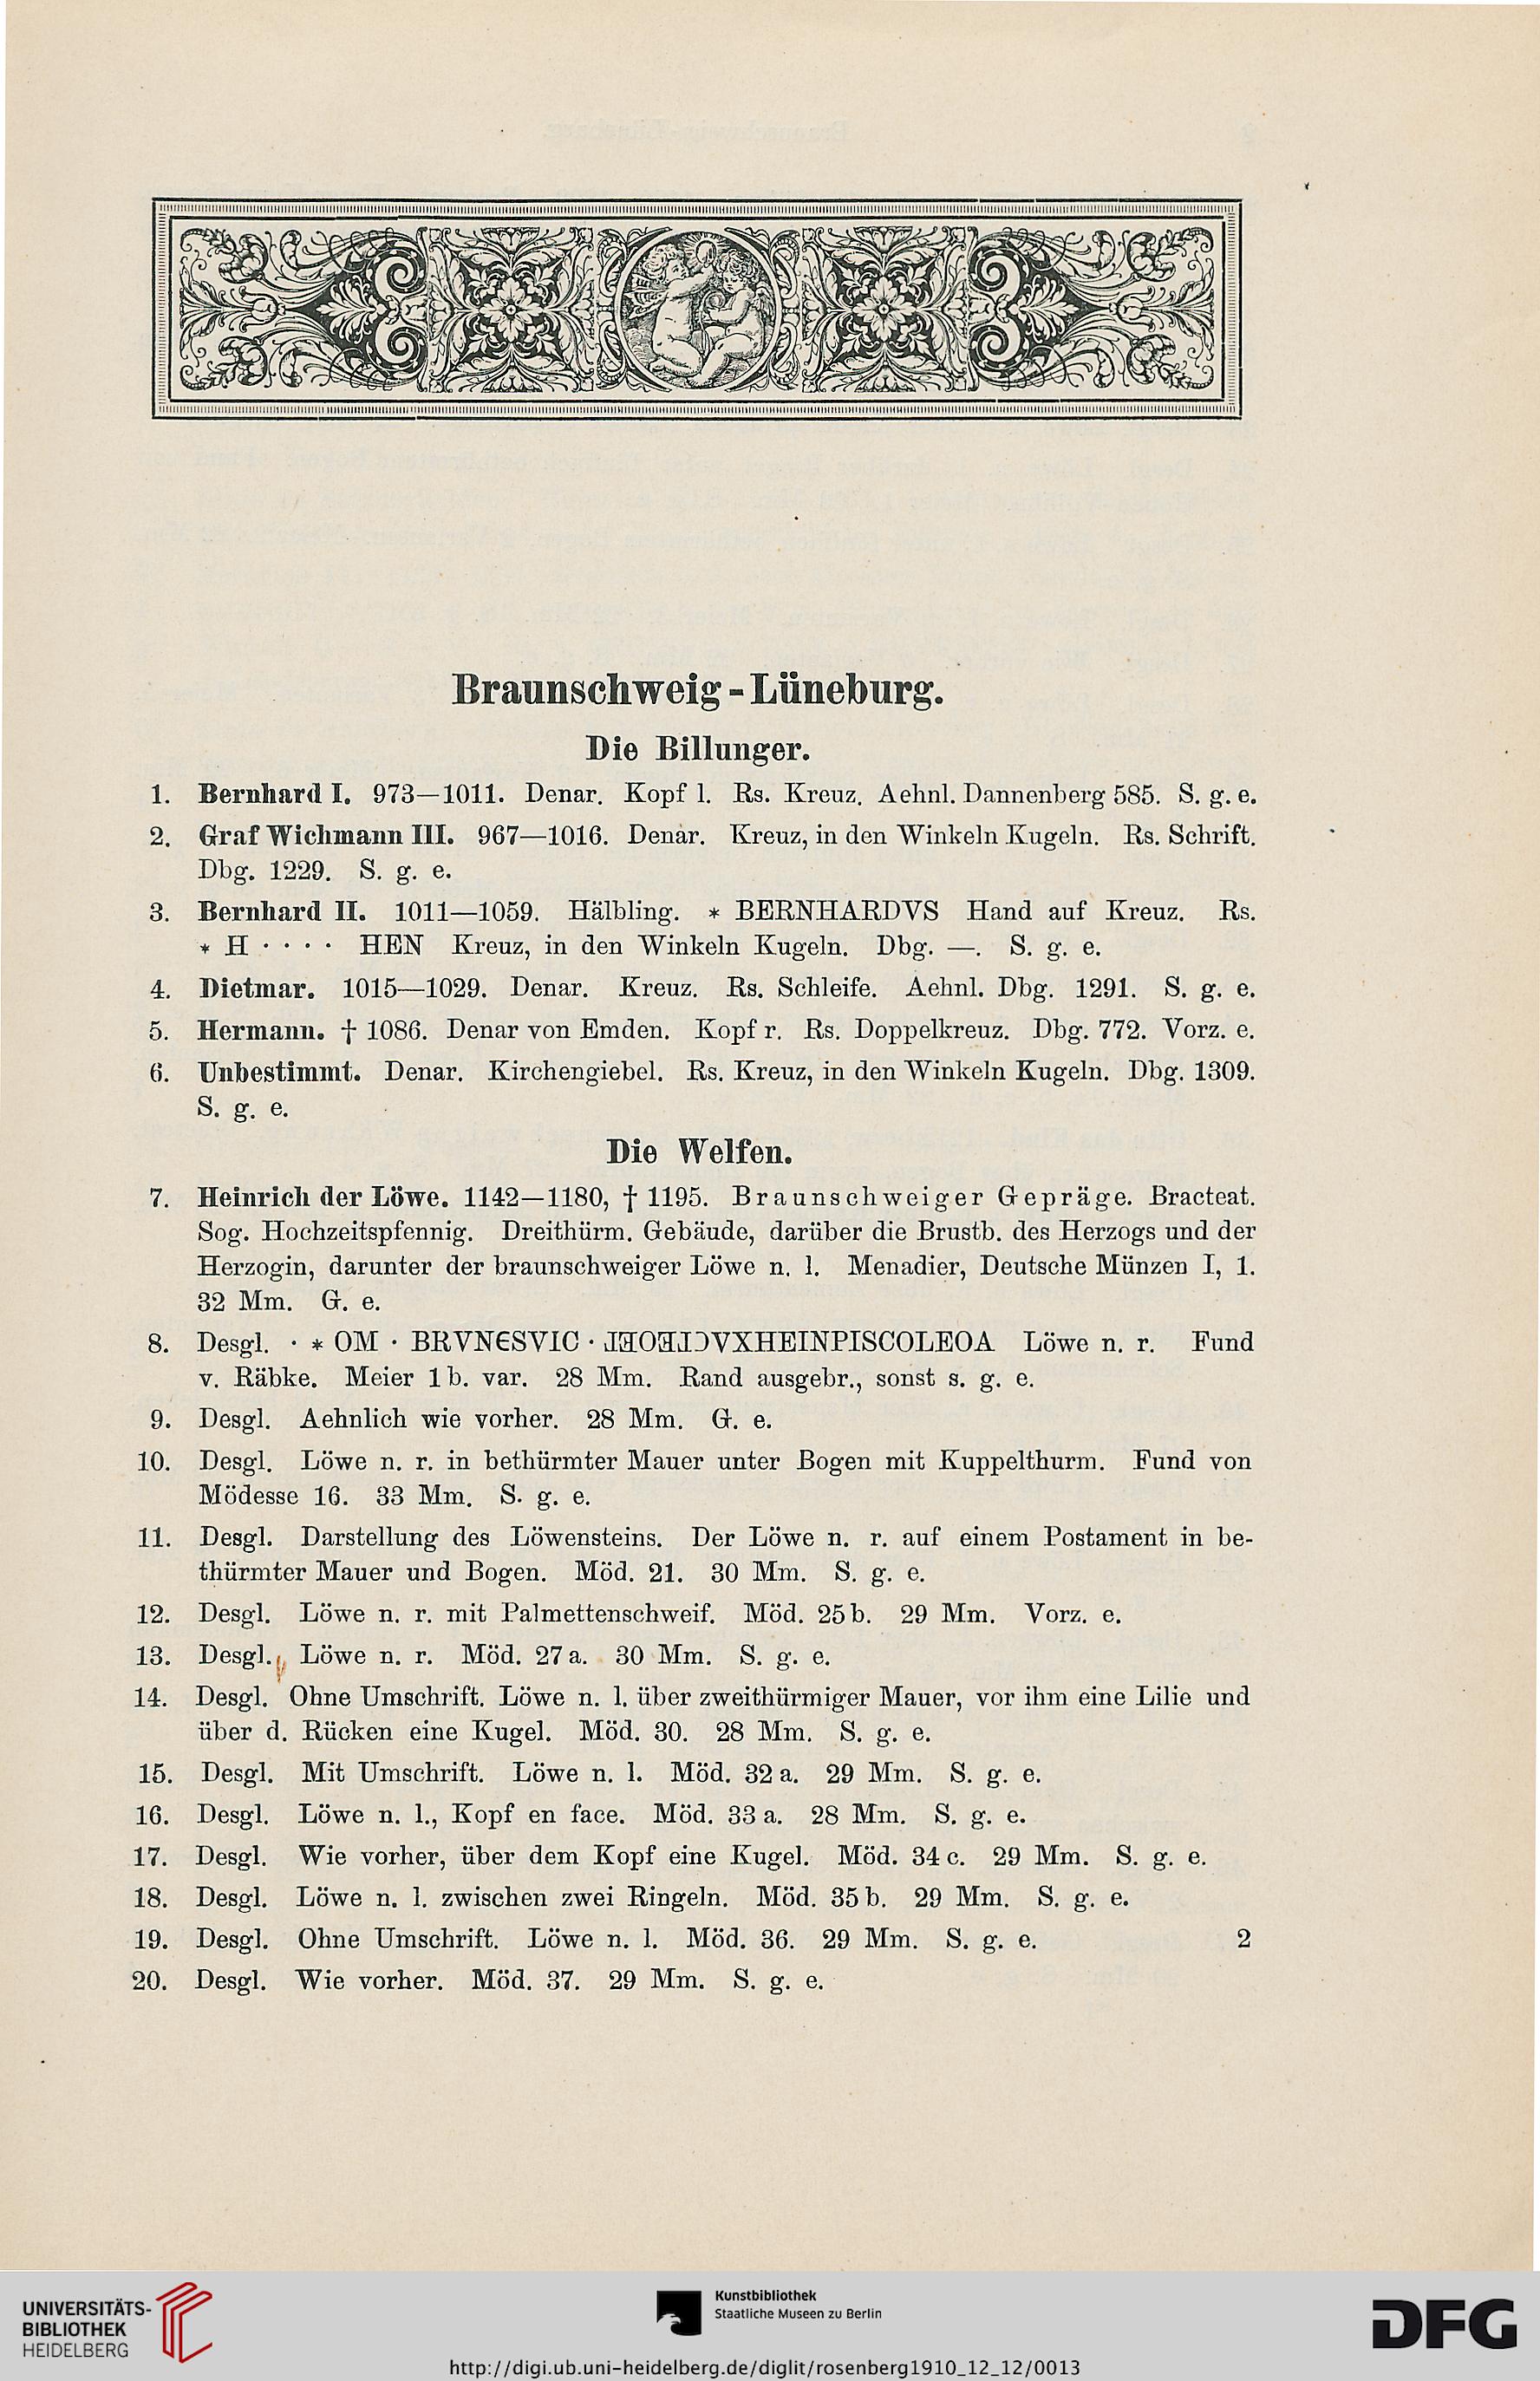 Braunschweig-Lüneburg.
Die Billunger.
1. Bernhard I. 973—1011. Denar. Kopf l. Rs. Kreuz. Aehnl. Dannenberg 585. S. g. e.
2. Graf Wichmann III. 967—1016. Denar. Kreuz, in den Winkeln Kugeln. Rs. Schrift.
Dbg. 1229. S. g. e.
3. Bernhard II. 1011—1059. Hälbling. * BERNHARDVS Hand auf Kreuz. Rs.
* H · · · · HEN Kreuz, in den Winkeln Kugeln. Dbg. —. S. g. e.
4. Dietmar. 1015—1029. Denar. Kreuz. Rs. Schleife. Aehnl. Dbg. 1291. S. g. e.
5. Hermann. † 1086. Denar von Emden. Kopf r. Rs. Doppelkreuz. Dbg. 772. Vorz. e.
6. Unbestimmt. Denar. Kirchengiebel. Rs. Kreuz, in den Winkeln Kugeln. Dbg. 1309.
S. g. e.
Die Welfen.
7. Heinrich der Löwe. 1142—1180, † 1195. Braunschweiger Gepräge. Bracteat.
Sog. Hochzeitspfennig. Dreithürm. Gebäude, darüber die Brustb. des Herzogs und der
Herzogin, darunter der braunschweiger Löwe n. l. Menadier, Deutsche Münzen I, 1.
32 Mm. G. e.
8. Desgl. · * OM · BRVNЄSVIC · Löwe n. r. Fund
v. Räbke. Meier 1b. var. 28 Mm. Rand ausgebr., sonst s. g. e.
9. Desgl. Aehnlich wie vorher. 28 Mm. G. e.
10. Desgl. Löwe n. r. in bethürmter Mauer unter Bogen mit Kuppelthurm. Fund von
Mödesse 16. 33 Mm. S. g. e.
11. Desgl. Darstellung des Löwensteins. Der Löwe n. r. auf einem Postament in be-
thürmter Mauer und Bogen. Möd. 21. 30 Mm. S. g. e.
12. Desgl. Löwe n. r. mit Palmettenschweif. Möd. 25b. 29 Mm. Vorz. e.
13. Desgl. Löwe n. r. Möd. 27a. 30 Mm. S. g. e.
14. Desgl. Ohne Umschrift. Löwe n. l. über zweithürmiger Mauer, vor ihm eine Lilie und
über d. Rücken eine Kugel. Möd. 30. 28 Mm. S. g. e.
15. Desgl. Mit Umschrift. Löwe n. l. Möd. 32a. 29 Mm. S. g. e.
16. Desgl. Löwe n. l., Kopf en face. Möd. 33a. 28 Mm. S. g. e.
17. Desgl. Wie vorher, über dem Kopf eine Kugel. Möd. 34c. 29 Mm. S. g. e.
18. Desgl. Löwe n. l. zwischen zwei Ringeln. Möd. 35b. 29 Mm. S. g. e.
19. Desgl. Ohne Umschrift. Löwe n. l. Möd. 36. 29 Mm. S. g. e. 2
20. Desgl. Wie vorher. Möd. 37. 29 Mm. S. g. e.
UNIVERSITÄTS-
BIBLIOTHEK
HEIDELBERG
Kunstbibliothek
Staatliche Museen zu Berlin
DFG
http://digi.ub.uni-heidelberg.de/diglit/rosenberg1910_12_12/0013